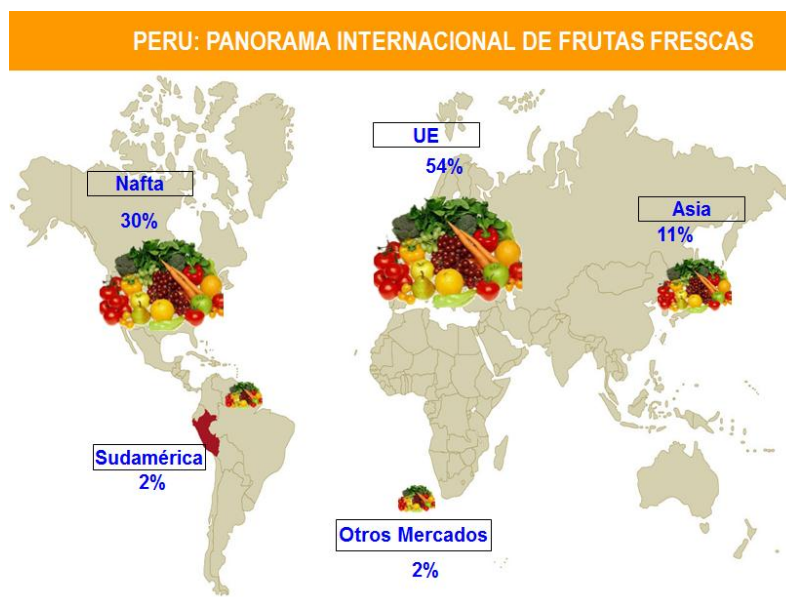 PERU: PANORAMA INTERNACIONAL DE FRUTAS FRESCAS
UE
54%
Nafta
30%
Asia
11%
Sudamérica
2%
Otros Mercados
2%